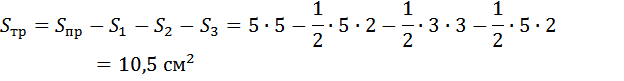 S_тр = S_пр − S_1 − S_2 − S_3 = 5 · 5 − 1/2 · 5 · 2 − 1/2 · 3 · 3 − 1/2 · 5 · 2
= 10,5 см²